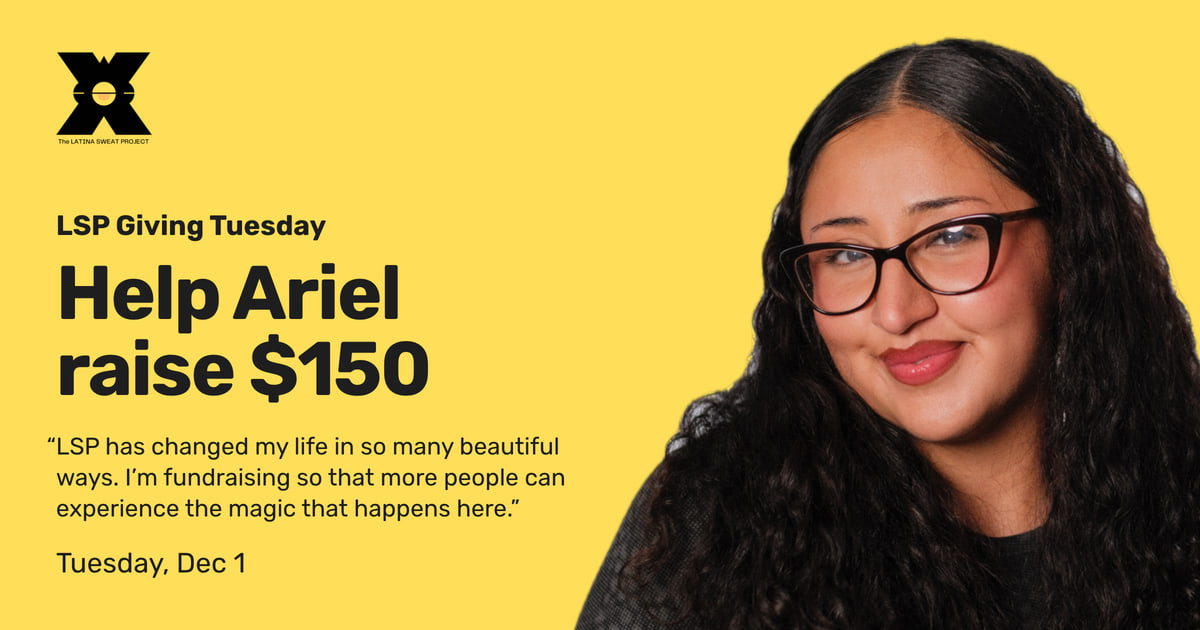 The LATINA SWEAT PROJECT
LSP Giving Tuesday
Help Ariel
raise $150
“LSP has changed my life in so many beautiful
ways. I’m fundraising so that more people can
experience the magic that happens here.”
Tuesday, Dec 1